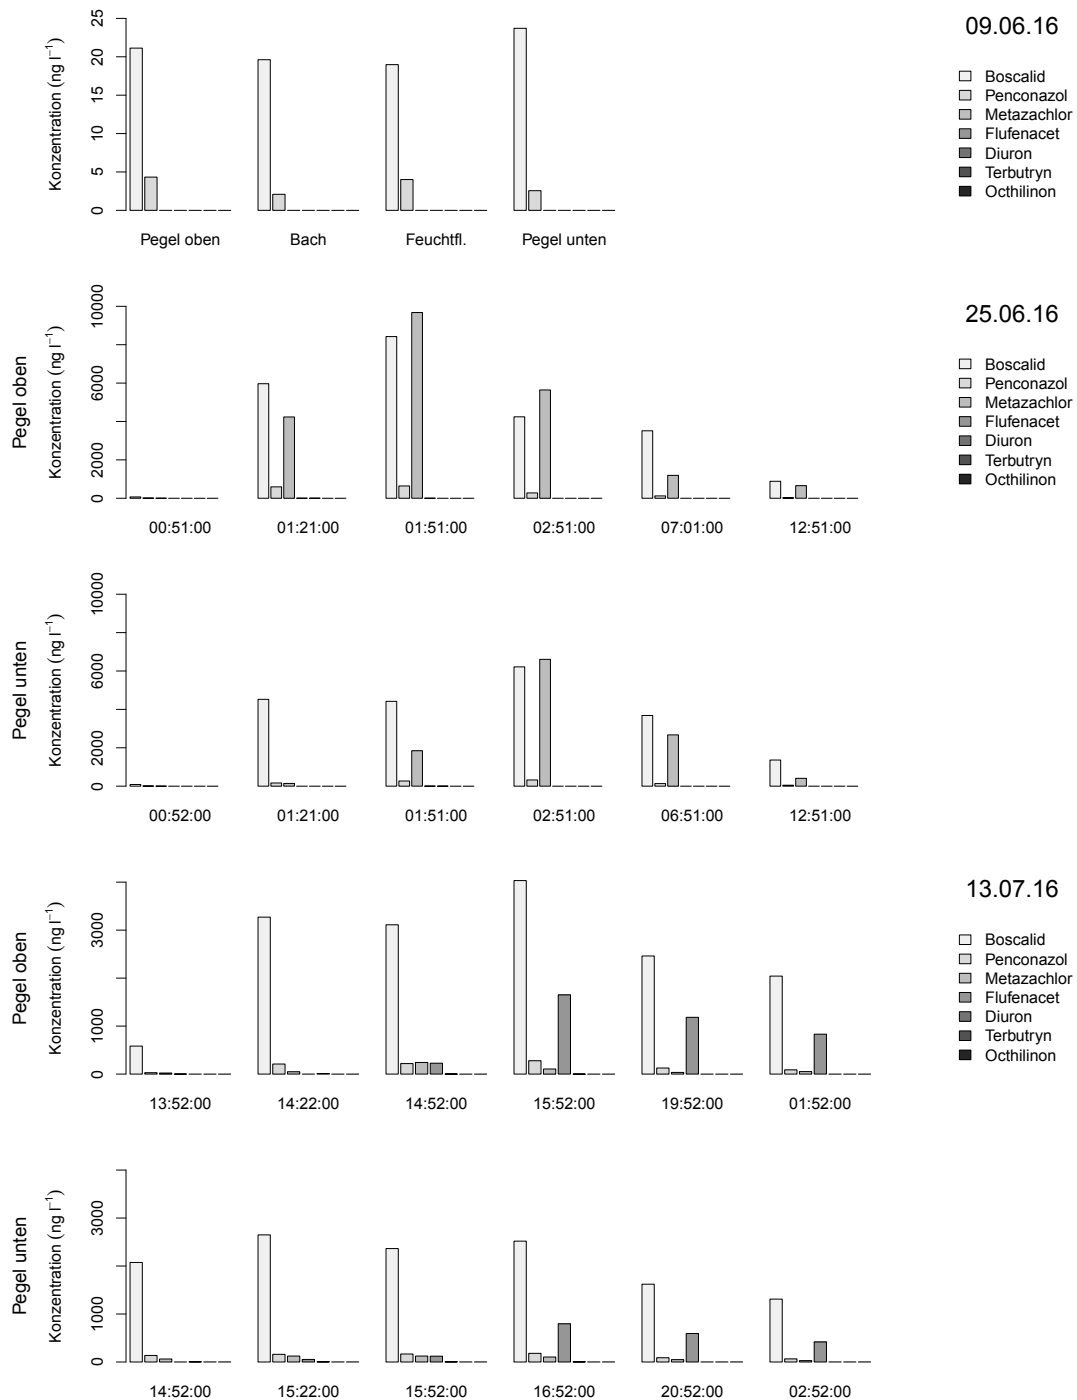 09.06.16
Konzentration (ng l⁻¹)
25
20
15
10
5
0
Pegel oben Bach Feuchtfl. Pegel unten
Boscalid
Penconazol
Metazachlor
Flufenacet
Diuron
Terbutryn
Octhilinon
25.06.16
Pegel oben
Konzentration (ng l⁻¹)
10000
6000
2000
0
00:51:00 01:21:00 01:51:00 02:51:00 07:01:00 12:51:00
Boscalid
Penconazol
Metazachlor
Flufenacet
Diuron
Terbutryn
Octhilinon
Pegel unten
Konzentration (ng l⁻¹)
10000
6000
2000
0
00:52:00 01:21:00 01:51:00 02:51:00 06:51:00 12:51:00
13.07.16
Pegel oben
Konzentration (ng l⁻¹)
3000
1000
0
13:52:00 14:22:00 14:52:00 15:52:00 19:52:00 01:52:00
Boscalid
Penconazol
Metazachlor
Flufenacet
Diuron
Terbutryn
Octhilinon
Pegel unten
Konzentration (ng l⁻¹)
3000
1000
0
14:52:00 15:22:00 15:52:00 16:52:00 20:52:00 02:52:00